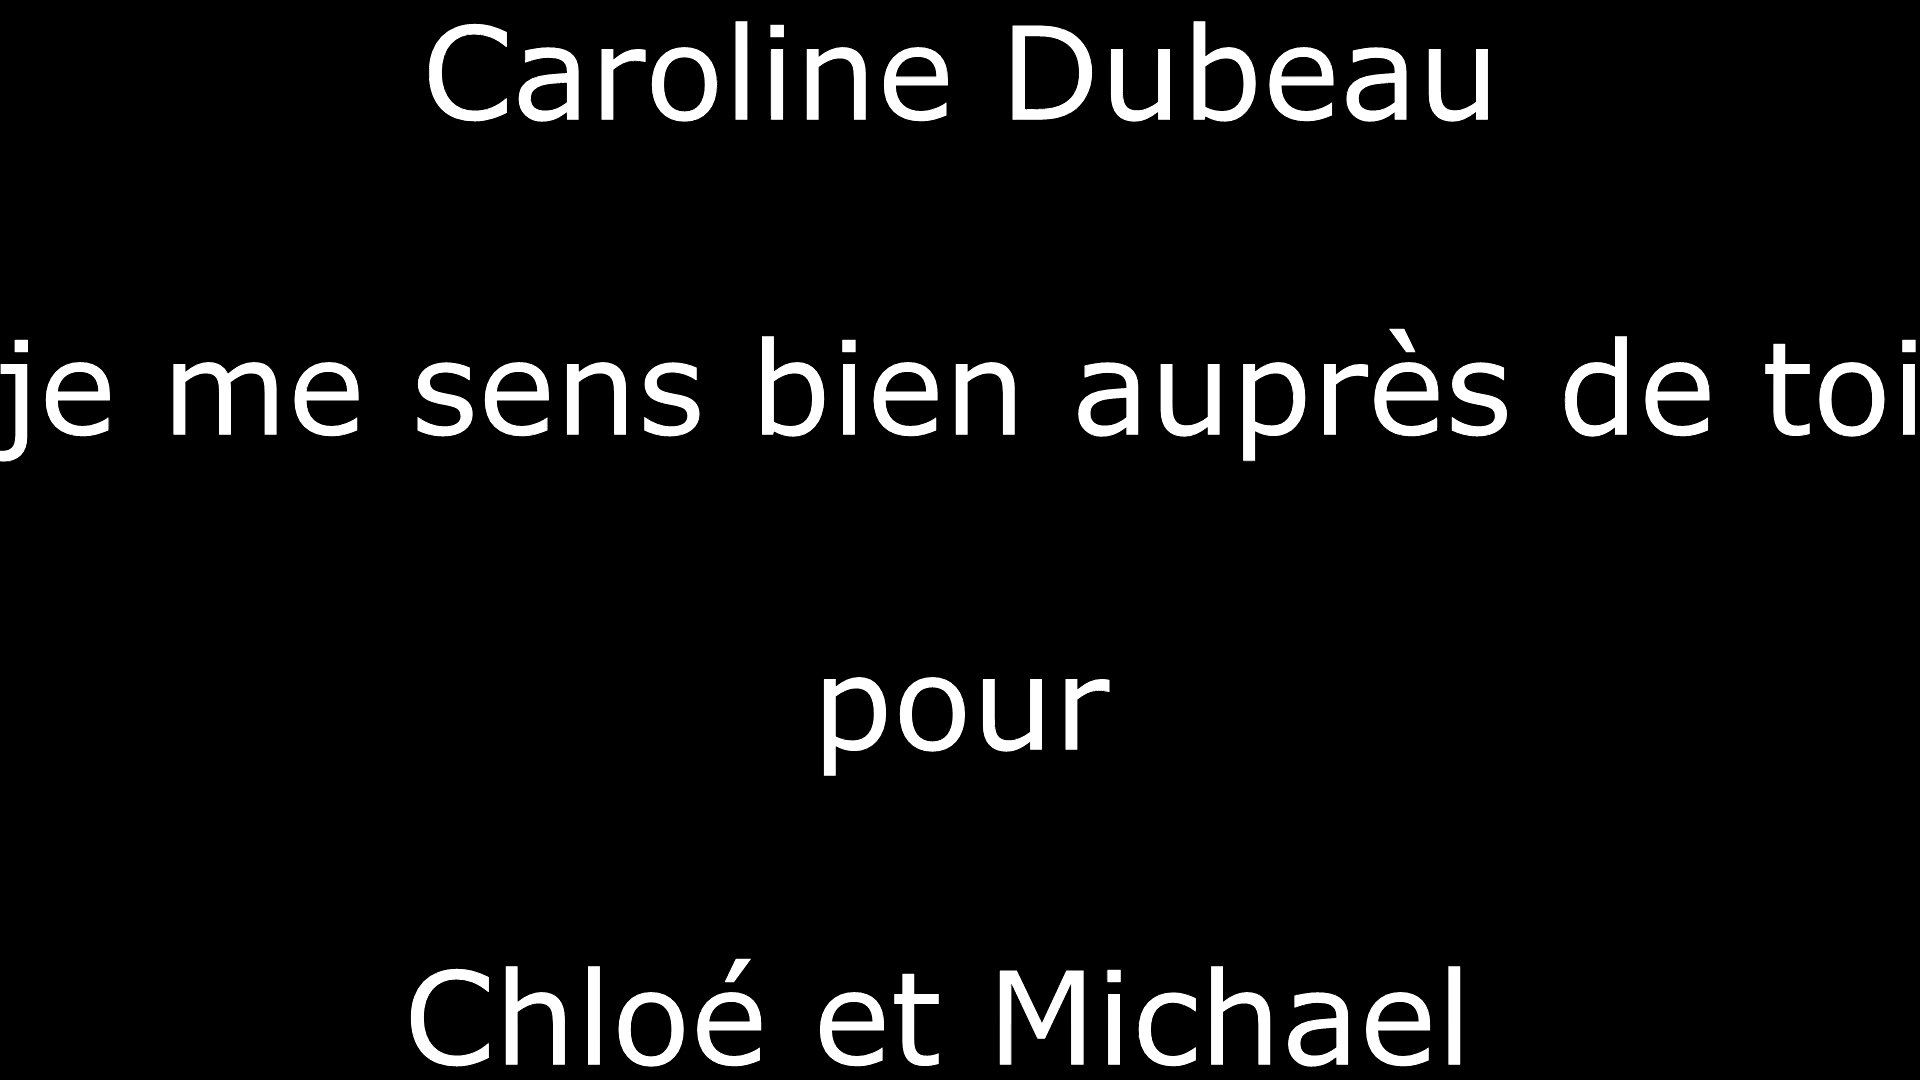 Caroline Dubeau
je me sens bien auprès de toi
pour
Chloé et Michael